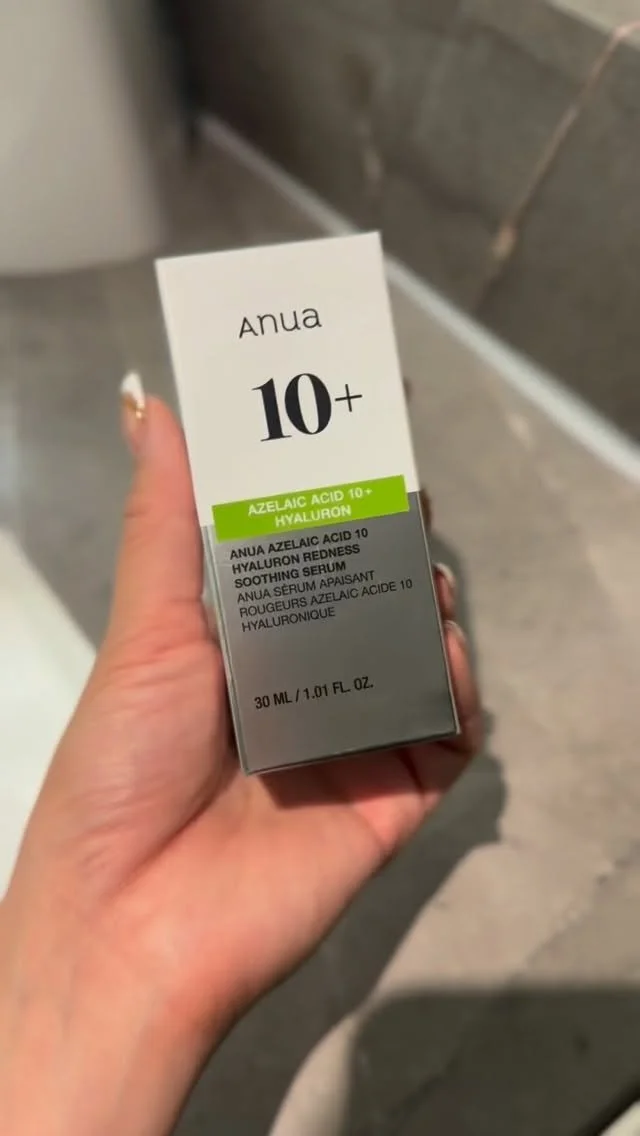 Anua
10+
AZELAIC ACID 10+
HYALURON
ANUA AZELAIC ACID 10
HYALURON REDNESS
SOOTHING SERUM
ANUA SÉRUM APAISANT
ROUGEURS AZELAIC ACIDE 10
HYALURONIQUE
30 ML / 1.01 FL. OZ.